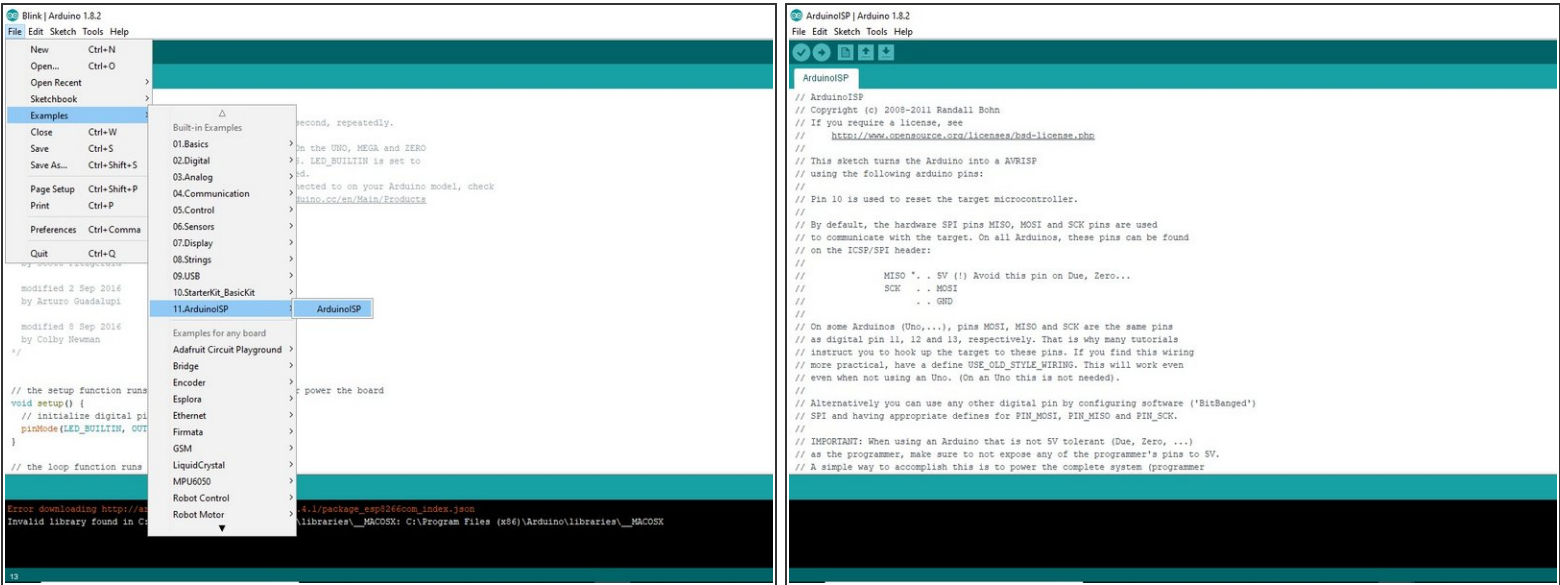 Blink | Arduino 1.8.2
File Edit Sketch Tools Help
New Ctrl+N
Open... Ctrl+O
Open Recent
Sketchbook
Examples
Close Ctrl+W
Save Ctrl+S
Save As... Ctrl+Shift+S
Page Setup Ctrl+Shift+P
Print Ctrl+P
Preferences Ctrl+Comma
Quit Ctrl+Q
Built-in Examples
01.Basics
02.Digital
03.Analog
04.Communication
05.Control
06.Sensors
07.Display
08.Strings
09.USB
10.StarterKit_BasicKit
11.ArduinoISP
ArduinoISP
Examples for any board
Adafruit Circuit Playground
Bridge
Encoder
Esplora
Ethernet
Firmata
GSM
LiquidCrystal
MPU6050
Robot Control
Robot Motor
second, repeatedly.
on the UNO, MEGA and ZERO
. LED_BUILTIN is set to
ed.
nected to on your Arduino model, check
duino.cc/en/Main/Products
modified 2 Sep 2016
by Arturo Guadalupi
modified 8 Sep 2016
by Colby Newman
*/
// the setup function runs r power the board
void setup() {
// initialize digital pi
pinMode(LED_BUILTIN, OUT
}
// the loop function runs
Error downloading http://ar .4.1/package_esp8266com_index.json
Invalid library found in C: \libraries\__MACOSX: C:\Program Files (x86)\Arduino\libraries\__MACOSX
13
ArduinoISP | Arduino 1.8.2
File Edit Sketch Tools Help
ArduinoISP
// ArduinoISP
// Copyright (c) 2008-2011 Randall Bohn
// If you require a license, see
// http://www.opensource.org/licenses/bsd-license.php
//
// This sketch turns the Arduino into a AVRISP
// using the following arduino pins:
//
// Pin 10 is used to reset the target microcontroller.
//
// By default, the hardware SPI pins MISO, MOSI and SCK are used
// to communicate with the target. On all Arduinos, these pins can be found
// on the ICSP/SPI header:
//
// MISO °. . 5V (!) Avoid this pin on Due, Zero...
// SCK . . MOSI
// . . GND
//
// On some Arduinos (Uno,...), pins MOSI, MISO and SCK are the same pins
// as digital pin 11, 12 and 13, respectively. That is why many tutorials
// instruct you to hook up the target to these pins. If you find this wiring
// more practical, have a define USE_OLD_STYLE_WIRING. This will work even
// even when not using an Uno. (On an Uno this is not needed).
//
// Alternatively you can use any other digital pin by configuring software ('BitBanged')
// SPI and having appropriate defines for PIN_MOSI, PIN_MISO and PIN_SCK.
//
// IMPORTANT: When using an Arduino that is not 5V tolerant (Due, Zero, ...)
// as the programmer, make sure to not expose any of the programmer's pins to 5V.
// A simple way to accomplish this is to power the complete system (programmer